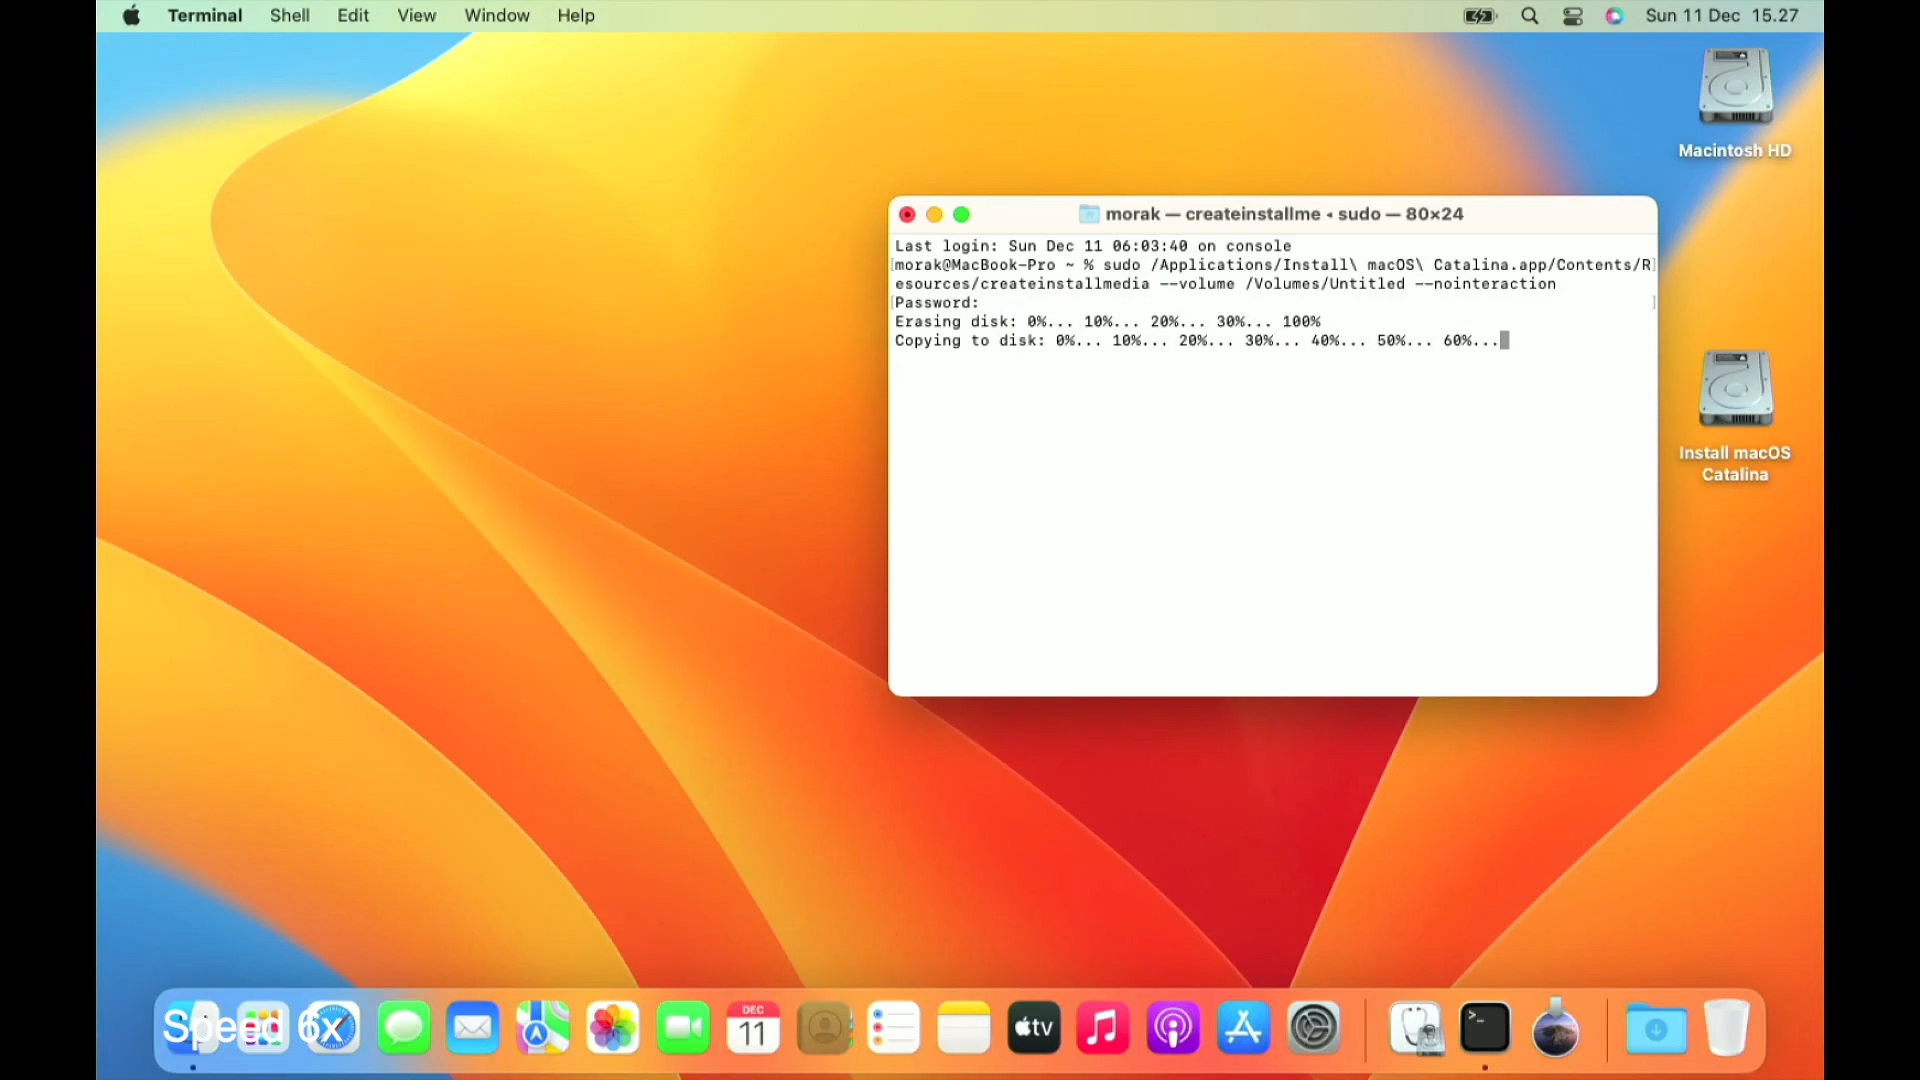 Terminal Shell Edit View Window Help Sun 11 Dec 15.27
Macintosh HD
morak — createinstallme ◂ sudo — 80×24
Last login: Sun Dec 11 06:03:40 on console
[morak@MacBook-Pro ~ % sudo /Applications/Install\ macOS\ Catalina.app/Contents/R]
esources/createinstallmedia --volume /Volumes/Untitled --nointeraction
[Password: ]
Erasing disk: 0%... 10%... 20%... 30%... 100%
Copying to disk: 0%... 10%... 20%... 30%... 40%... 50%... 60%...
Install macOS
Catalina
Speed 6x
DEC
11
tv
>_